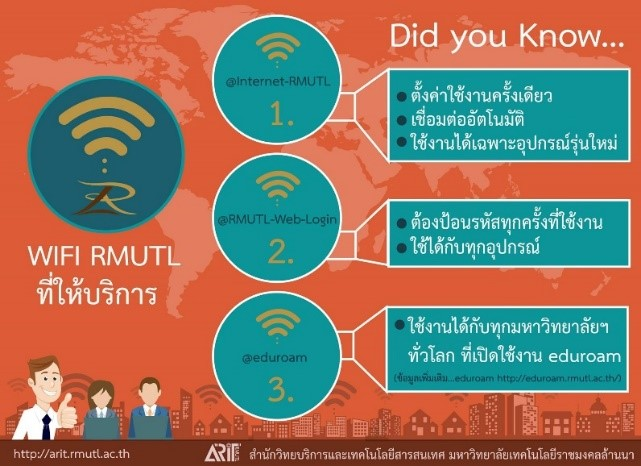 Did you Know...
WIFI RMUTL
ที่ให้บริการ
@Internet-RMUTL
1.
ตั้งค่าใช้งานครั้งเดียว
เชื่อมต่ออัตโนมัติ
ใช้งานได้เฉพาะอุปกรณ์รุ่นใหม่
@RMUTL-Web-Login
2.
ต้องป้อนรหัสทุกครั้งที่ใช้งาน
ใช้ได้กับทุกอุปกรณ์
@eduroam
3.
ใช้งานได้กับทุกมหาวิทยาลัยฯ
ทั่วโลก ที่เปิดใช้งาน eduroam
(ข้อมูลเพิ่มเติม...eduroam http://eduroam.rmutl.ac.th/)
http://arit.rmutl.ac.th
ARIT สำนักวิทยบริการและเทคโนโลยีสารสนเทศ มหาวิทยาลัยเทคโนโลยีราชมงคลล้านนา